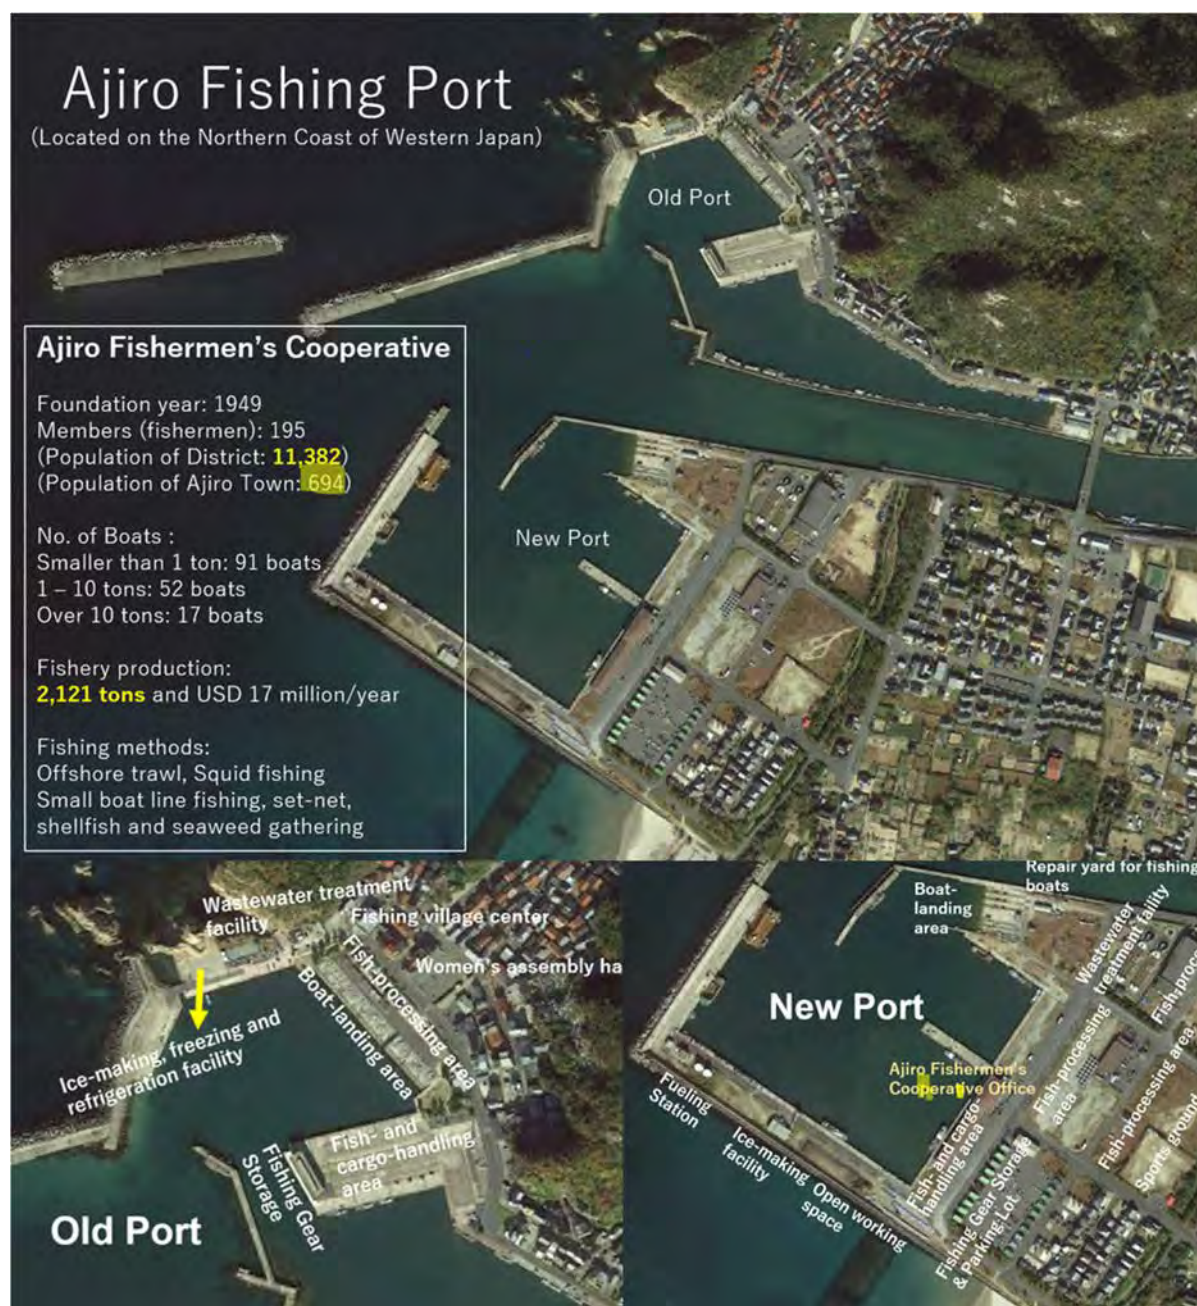 Ajiro Fishing Port
(Located on the Northern Coast of Western Japan)
Old Port
Ajiro Fishermen's Cooperative
Foundation year: 1949
Members (fishermen): 195
(Population of District: 11,382)
(Population of Ajiro Town: 694)
No. of Boats :
Smaller than 1 ton: 91 boats
1 – 10 tons: 52 boats
Over 10 tons: 17 boats
Fishery production:
2,121 tons and USD 17 million/year
Fishing methods:
Offshore trawl, Squid fishing
Small boat line fishing, set-net,
shellfish and seaweed gathering
New Port
Wastewater treatment
facility
Fishing village center
Women's assembly ha
Fish-processing area
Boat-landing area
Ice-making, freezing and
refrigeration facility
Fish- and
cargo-handling
area
Fishing Gear
Storage
Old Port
Repair yard for fishing
boats
Boat-
landing
area
Wastewater
treatment faility
Fish-proce
New Port
Ajiro Fishermen's
Cooperative Office
Fish-processing
area
Fish-processing area
Fueling
Station
Ice-making
facility
Open working
space
Fish- and cargo-
handling area
Fishing Gear Storage
& Parking Lot
Sports ground